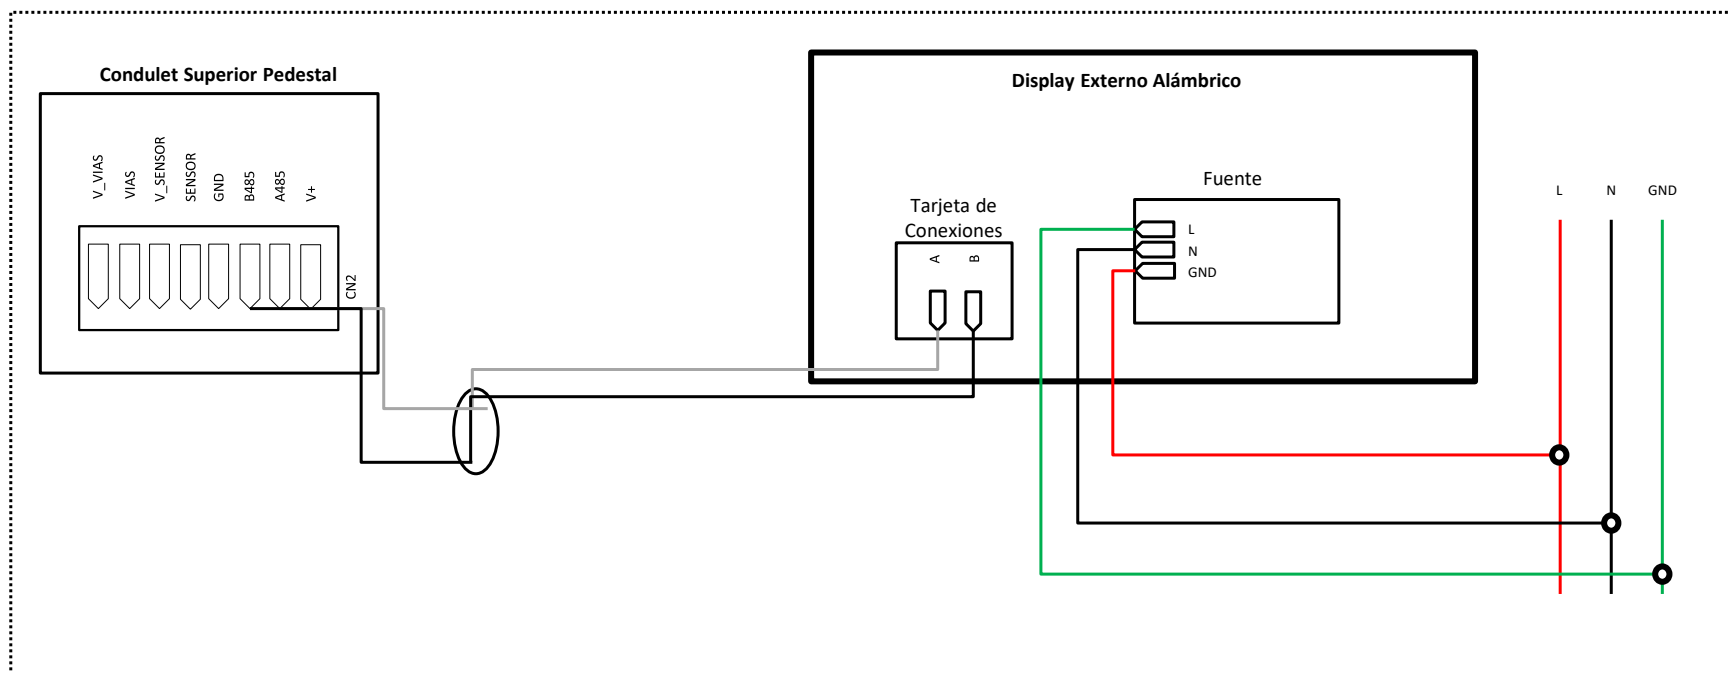 Condulet Superior Pedestal
V_VIAS
VIAS
V_SENSOR
SENSOR
GND
B485
A485
V+
CN2
Display Externo Alámbrico
Tarjeta de
Conexiones
A
B
Fuente
L
N
GND
L
N
GND